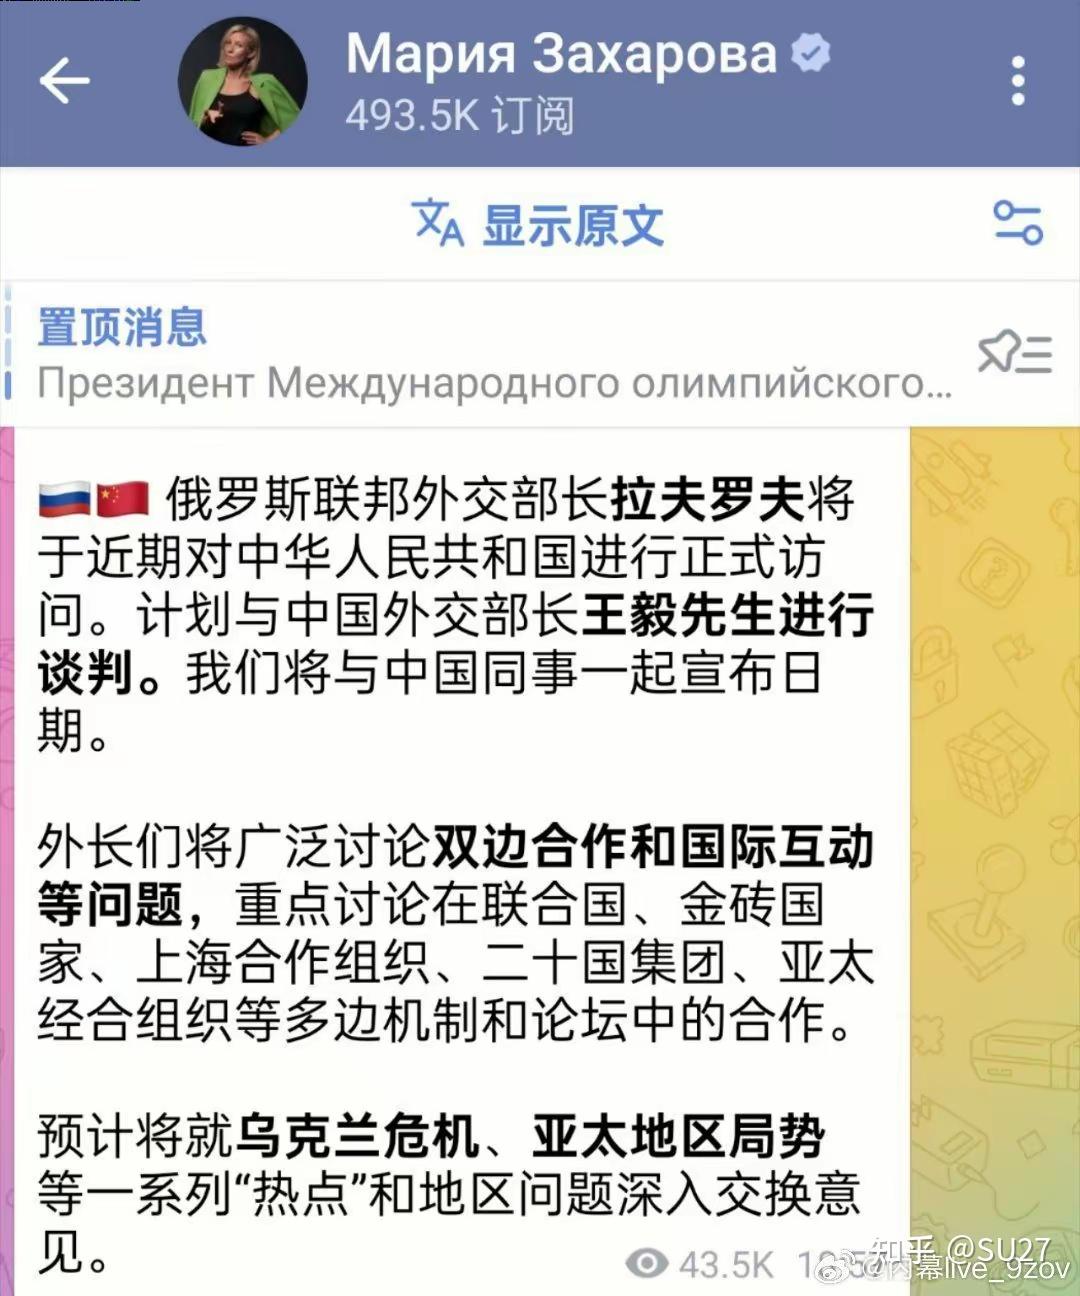 Мария Захарова
493.5K 订阅
显示原文
置顶消息
Президент Международного олимпийского...
俄罗斯联邦外交部长拉夫罗夫将
于近期对中华人民共和国进行正式访
问。计划与中国外交部长王毅先生进行
谈判。我们将与中国同事一起宣布日
期。
外长们将广泛讨论双边合作和国际互动
等问题，重点讨论在联合国、金砖国
家、上海合作组织、二十国集团、亚太
经合组织等多边机制和论坛中的合作。
预计将就乌克兰危机、亚太地区局势
等一系列“热点”和地区问题深入交换意
见。
43.5K
知乎 @SU27
@内幕live_9zov